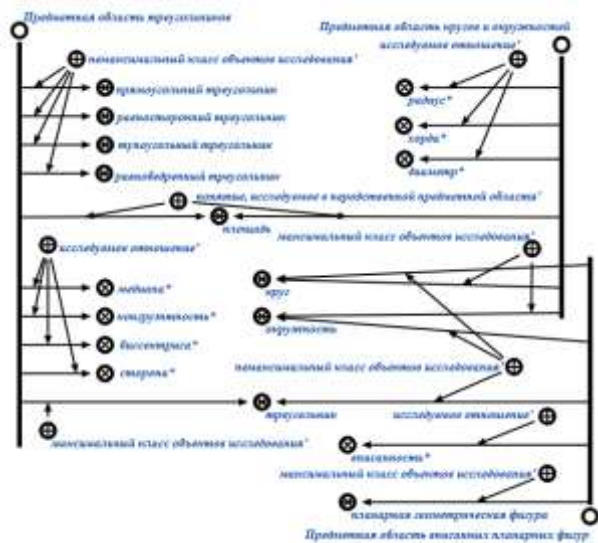 Предметная область треугольников
Предметная область кругов и окружностей
исследуемое отношение'
немаксимальный класс объектов исследования'
прямоугольный треугольник
радиус*
равносторонний треугольник
хорда*
тупоугольный треугольник
диаметр*
равнобедренный треугольник
понятие, исследуемое в предметной области'
площадь
максимальный класс объектов исследования'
исследуемое отношение'
медиана*
круг
конгруэнтность*
окружность
биссектриса*
немаксимальный класс объектов исследования'
сторона*
треугольник
исследуемое отношение'
максимальный класс объектов исследования'
вписанность*
максимальный класс объектов исследования'
планарная геометрическая фигура
Предметная область вписанных планарных фигур